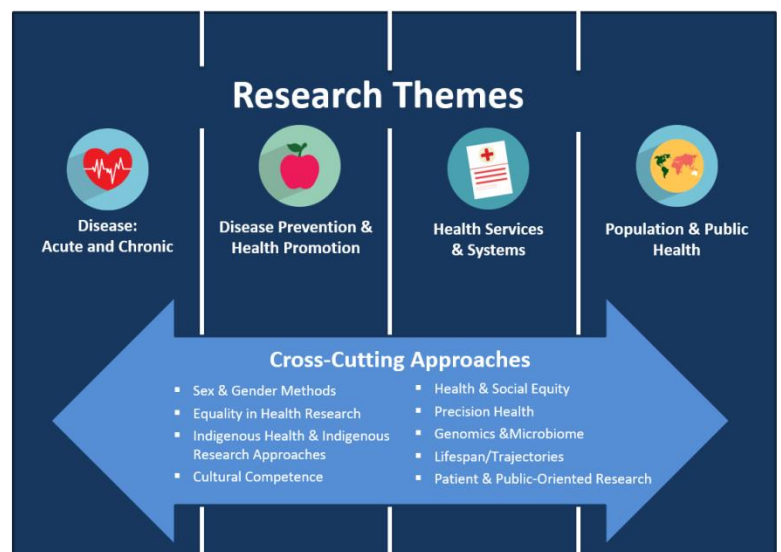 Research Themes
Disease:
Acute and Chronic
Disease Prevention &
Health Promotion
Health Services
& Systems
Population & Public
Health
Cross-Cutting Approaches
▪ Sex & Gender Methods
▪ Equality in Health Research
▪ Indigenous Health & Indigenous
Research Approaches
▪ Cultural Competence
▪ Health & Social Equity
▪ Precision Health
▪ Genomics &Microbiome
▪ Lifespan/Trajectories
▪ Patient & Public-Oriented Research